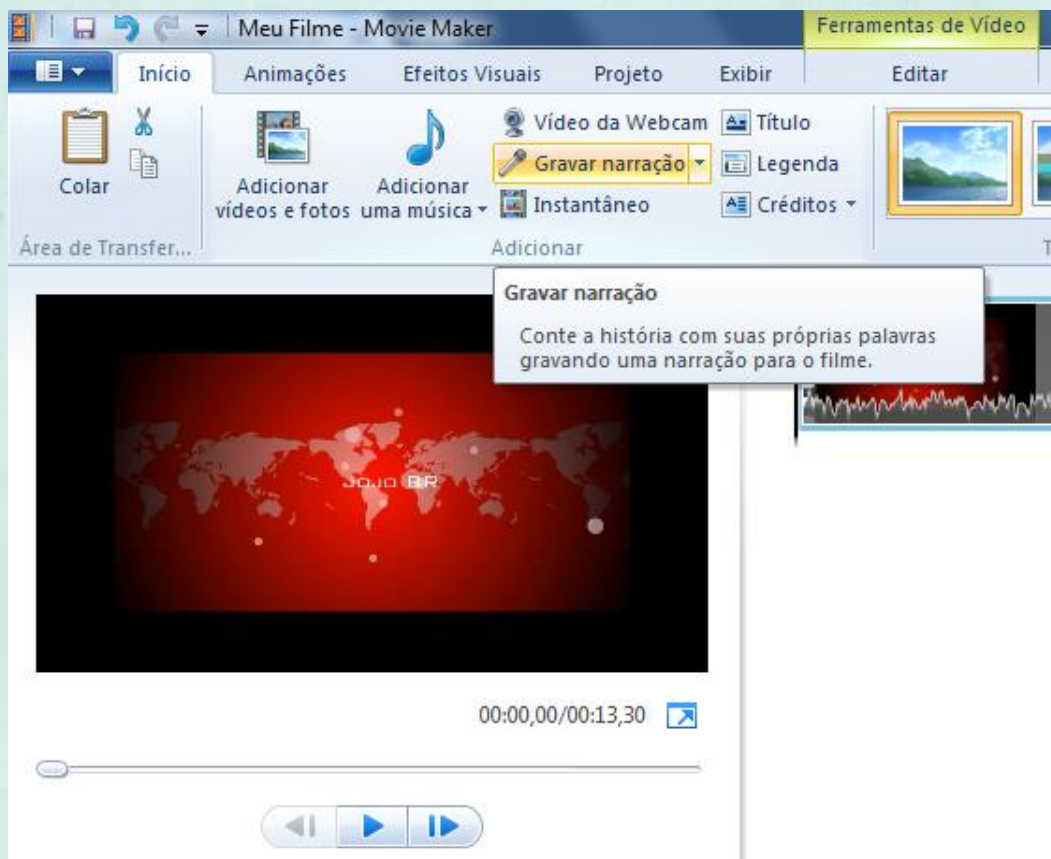 Meu Filme - Movie Maker
Ferramentas de Vídeo
Início Animações Efeitos Visuais Projeto Exibir Editar
Colar
Adicionar
vídeos e fotos
Adicionar
uma música
Vídeo da Webcam
Gravar narração
Instantâneo
Título
Legenda
Créditos
Área de Transfer...
Adicionar
Gravar narração
Conte a história com suas próprias palavras
gravando uma narração para o filme.
JoJo BR
00:00,00/00:13,30